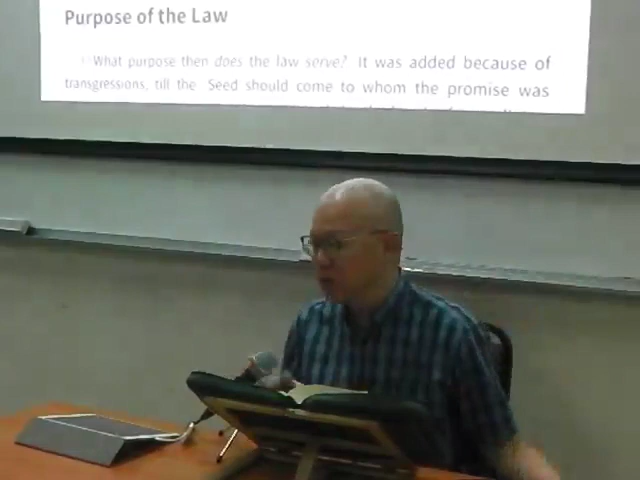 Purpose of the Law
What purpose then does the law serve? It was added because of
transgressions, till the Seed should come to whom the promise was